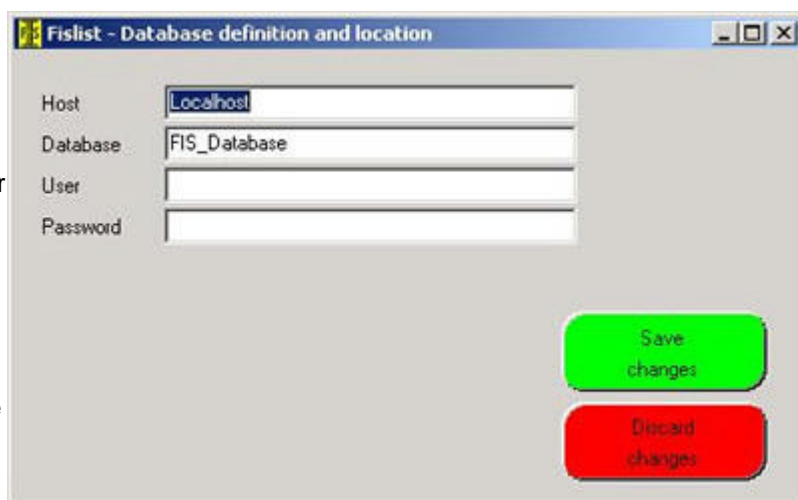 Fislist - Database definition and location
Host
Localhost
Database
FIS_Database
User
Password
Save
changes
Discard
changes